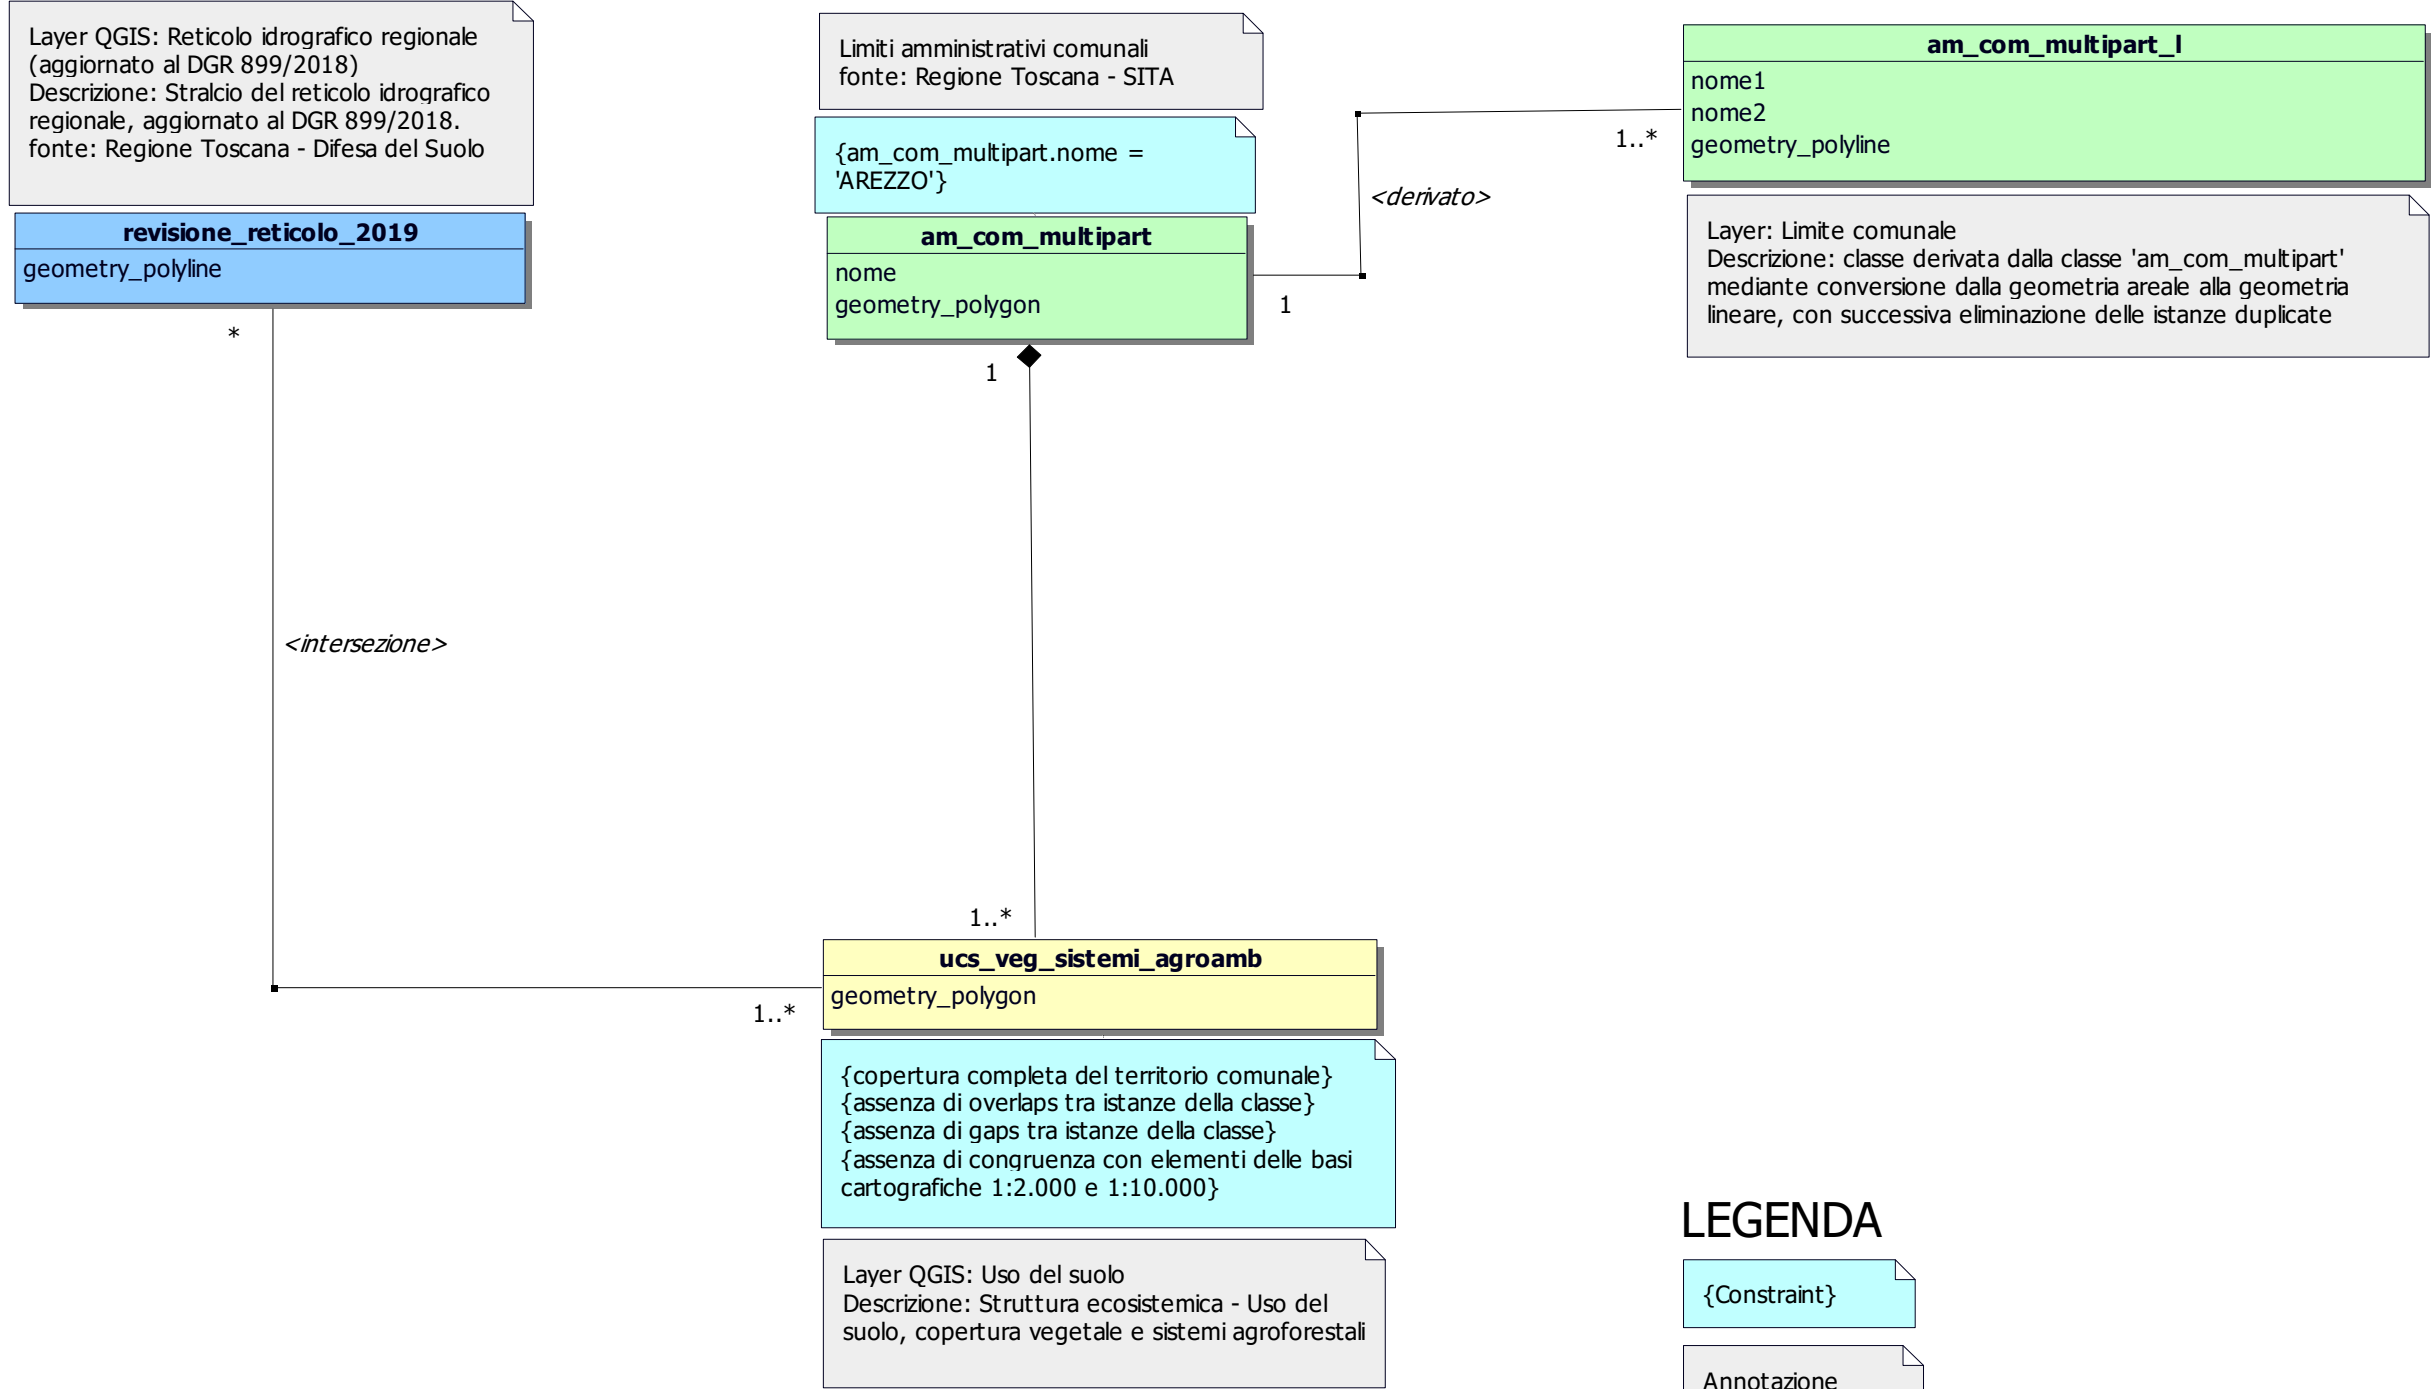 Layer QGIS: Reticolo idrografico regionale
(aggiornato al DGR 899/2018)
Descrizione: Stralcio del reticolo idrografico
regionale, aggiornato al DGR 899/2018.
fonte: Regione Toscana - Difesa del Suolo
revisione_reticolo_2019
geometry_polyline
*
<intersezione>
1..*
Limiti amministrativi comunali
fonte: Regione Toscana - SITA
{am_com_multipart.nome =
'AREZZO'}
am_com_multipart
nome
geometry_polygon
1
1
<derivato>
1..*
am_com_multipart_l
nome1
nome2
geometry_polyline
Layer: Limite comunale
Descrizione: classe derivata dalla classe 'am_com_multipart'
mediante conversione dalla geometria areale alla geometria
lineare, con successiva eliminazione delle istanze duplicate
1..*
ucs_veg_sistemi_agroamb
geometry_polygon
{copertura completa del territorio comunale}
{assenza di overlaps tra istanze della classe}
{assenza di gaps tra istanze della classe}
{assenza di congruenza con elementi delle basi
cartografiche 1:2.000 e 1:10.000}
Layer QGIS: Uso del suolo
Descrizione: Struttura ecosistemica - Uso del
suolo, copertura vegetale e sistemi agroforestali
LEGENDA
{Constraint}
Annotazione